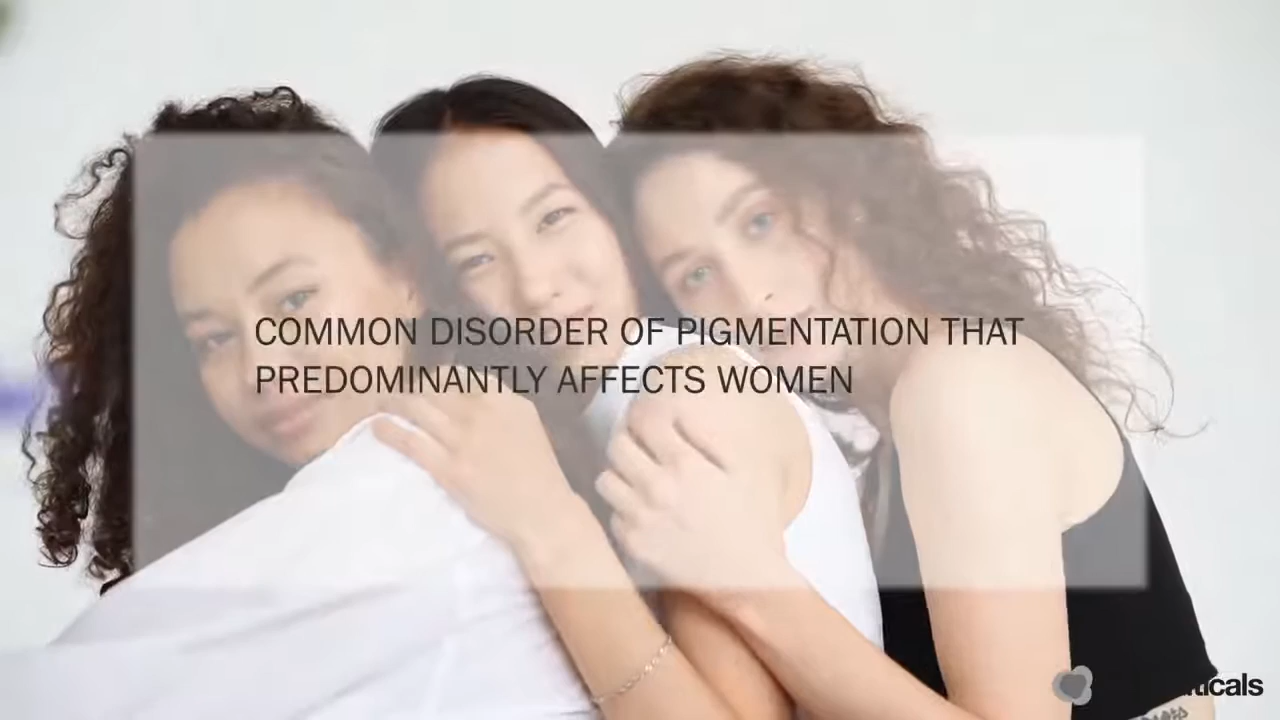 COMMON DISORDER OF PIGMENTATION THAT
PREDOMINANTLY AFFECTS WOMEN